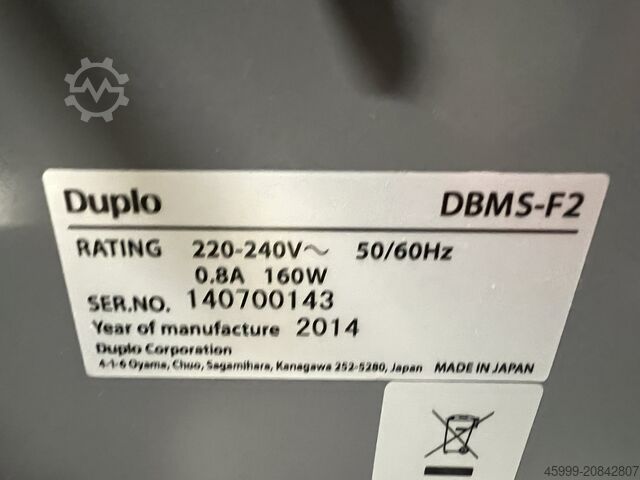 Duplo DBMS-F2
RATING 220-240V~ 50/60Hz
0.8A 160W
SER.NO. 140700143
Year of manufacture 2014
Duplo Corporation
4-1-6 Oyama, Chuo, Sagamihara, Kanagawa 252-5280, Japan MADE IN JAPAN
45999-20842807